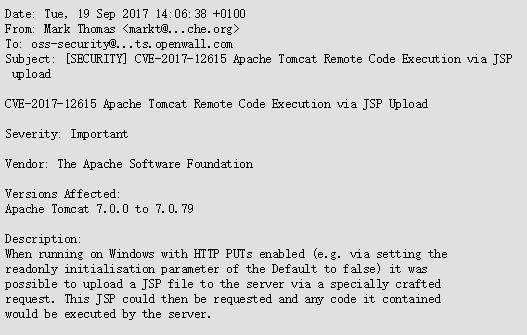 Date: Tue, 19 Sep 2017 14:06:38 +0100
From: Mark Thomas <markt@...che.org>
To: oss-security@...ts.openwall.com
Subject: [SECURITY] CVE-2017-12615 Apache Tomcat Remote Code Execution via JSP
upload
CVE-2017-12615 Apache Tomcat Remote Code Execution via JSP Upload
Severity: Important
Vendor: The Apache Software Foundation
Versions Affected:
Apache Tomcat 7.0.0 to 7.0.79
Description:
When running on Windows with HTTP PUTs enabled (e.g. via setting the
readonly initialisation parameter of the Default to false) it was
possible to upload a JSP file to the server via a specially crafted
request. This JSP could then be requested and any code it contained
would be executed by the server.